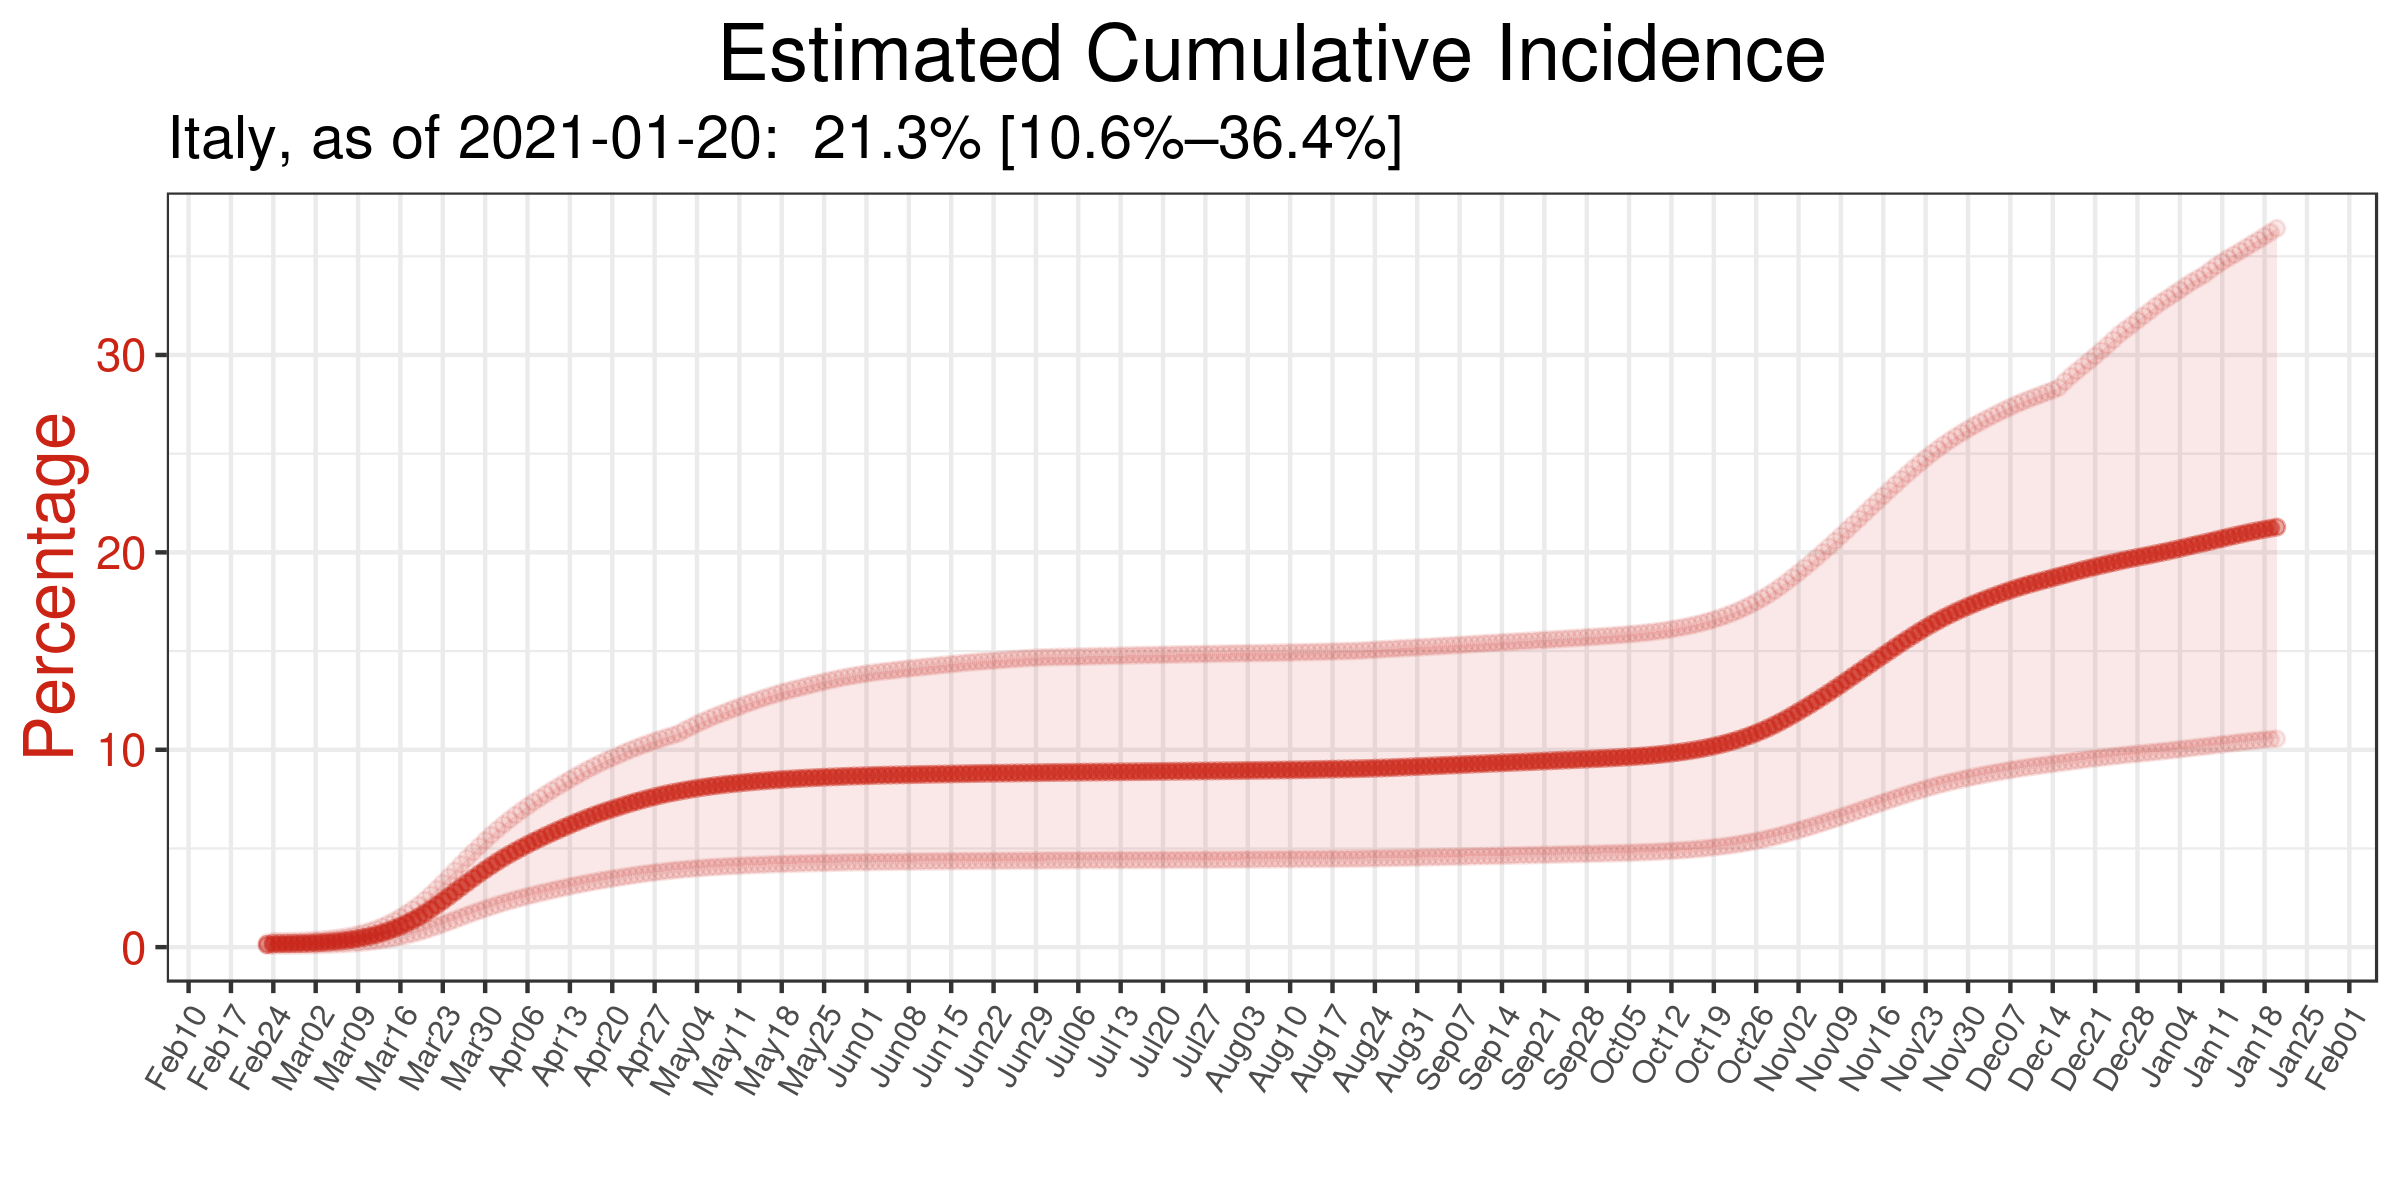 Estimated Cumulative Incidence
Italy, as of 2021-01-20: 21.3% [10.6%–36.4%]
Percentage
30
20
10
0
Feb10
Feb17
Feb24
Mar02
Mar09
Mar16
Mar23
Mar30
Apr06
Apr13
Apr20
Apr27
May04
May11
May18
May25
Jun01
Jun08
Jun15
Jun22
Jun29
Jul06
Jul13
Jul20
Jul27
Aug03
Aug10
Aug17
Aug24
Aug31
Sep07
Sep14
Sep21
Sep28
Oct05
Oct12
Oct19
Oct26
Nov02
Nov09
Nov16
Nov23
Nov30
Dec07
Dec14
Dec21
Dec28
Jan04
Jan11
Jan18
Jan25
Feb01